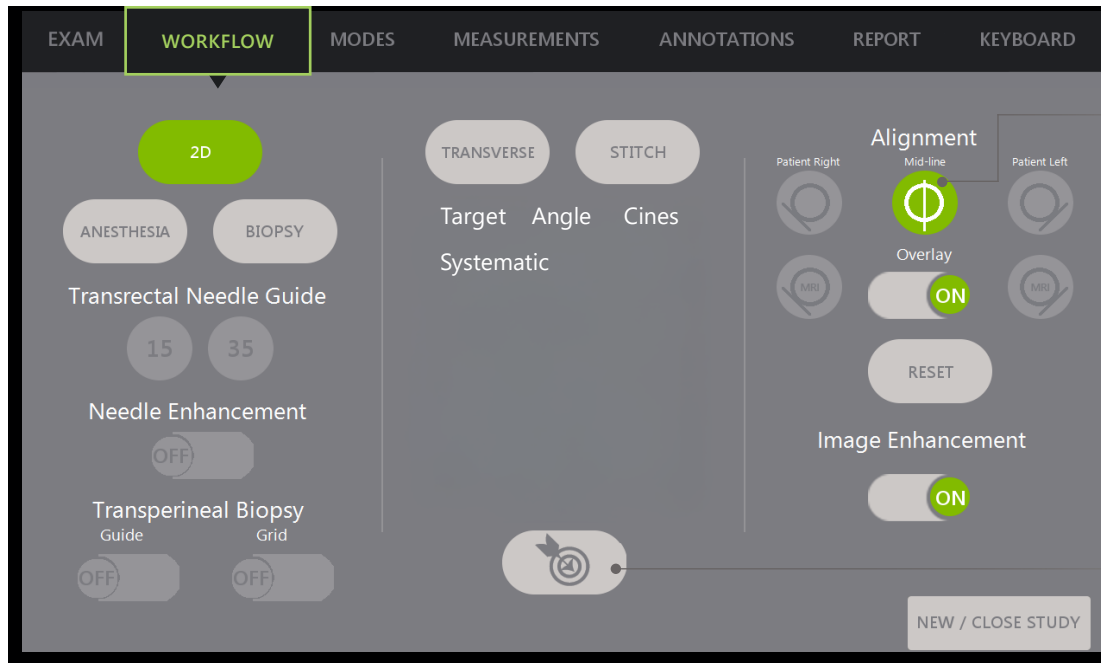 EXAM WORKFLOW MODES MEASUREMENTS ANNOTATIONS REPORT KEYBOARD
2D
ANESTHESIA BIOPSY
Transrectal Needle Guide
15 35
Needle Enhancement
OFF
Transperineal Biopsy
Guide Grid
OFF OFF
TRANSVERSE STITCH
Target Angle Cines
Systematic
Alignment
Patient Right Mid-line Patient Left
Overlay
MRI ON MRI
RESET
Image Enhancement
ON
NEW / CLOSE STUDY